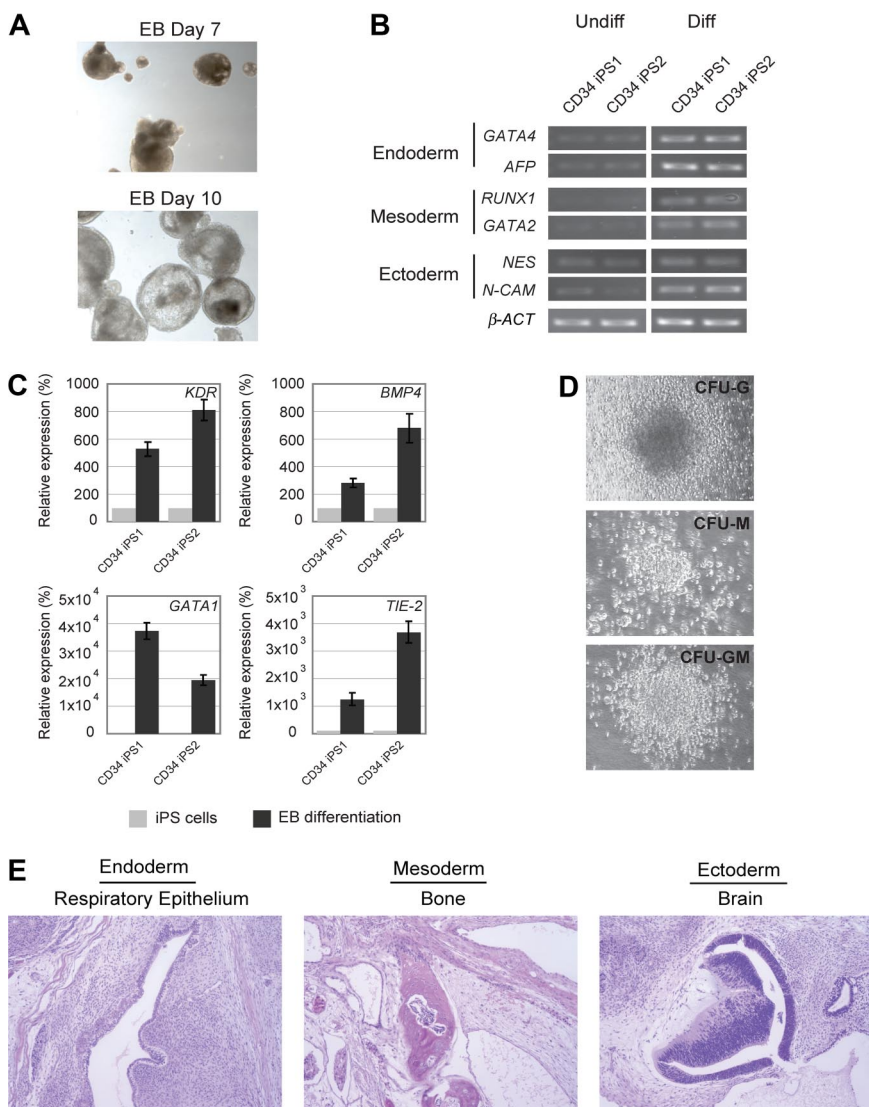 A
EB Day 7
EB Day 10
B
Undiff Diff
CD34 iPS1 CD34 iPS2 CD34 iPS1 CD34 iPS2
Endoderm
GATA4
AFP
Mesoderm
RUNX1
GATA2
Ectoderm
NES
N-CAM
β-ACT
C
Relative expression (%)
1000
800
600
400
200
0
KDR
CD34 iPS1 CD34 iPS2
Relative expression (%)
1000
800
600
400
200
0
BMP4
CD34 iPS1 CD34 iPS2
Relative expression (%)
5x10⁴
4x10⁴
3x10⁴
2x10⁴
1x10⁴
0
GATA1
CD34 iPS1 CD34 iPS2
Relative expression (%)
5x10³
4x10³
3x10³
2x10³
1x10³
0
TIE-2
CD34 iPS1 CD34 iPS2
iPS cells EB differentiation
D
CFU-G
CFU-M
CFU-GM
E
Endoderm
Respiratory Epithelium
Mesoderm
Bone
Ectoderm
Brain